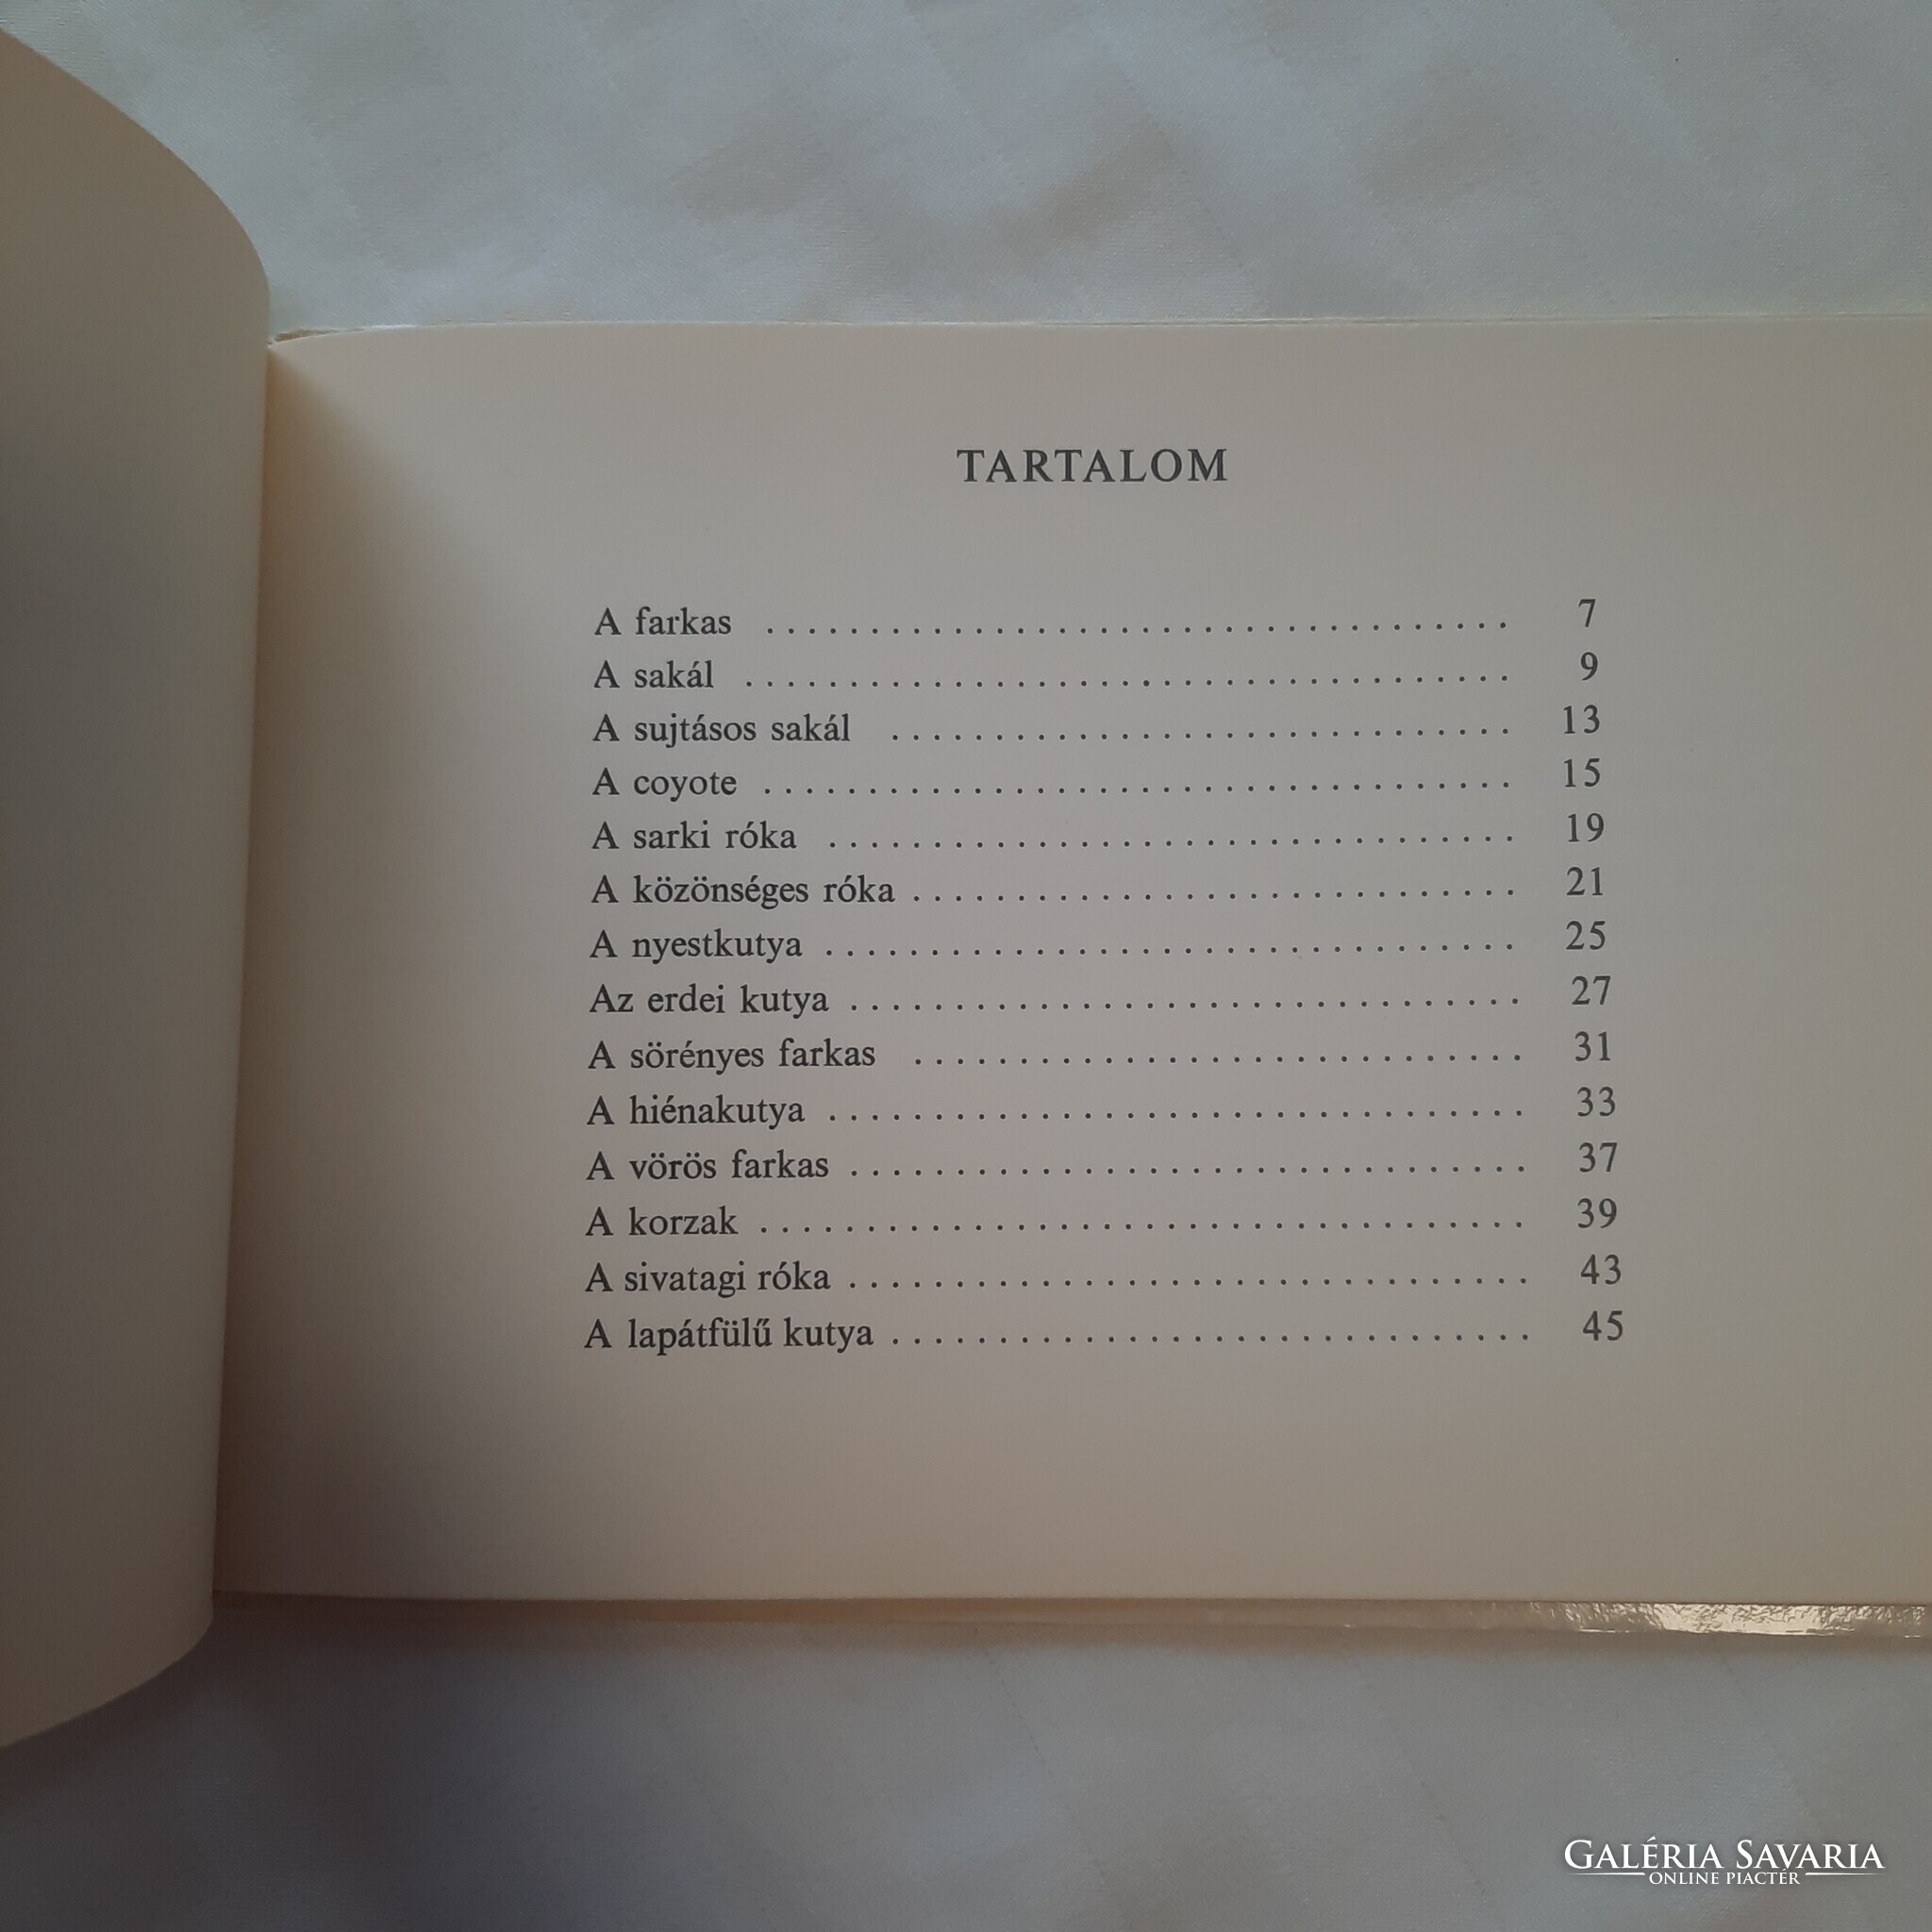 TARTALOM
A farkas . . . . . . . . . . . . . . . . . . . . . . . . . . . . . . . . . . . . 7
A sakál . . . . . . . . . . . . . . . . . . . . . . . . . . . . . . . . . . . . . 9
A sujtásos sakál . . . . . . . . . . . . . . . . . . . . . . . . . . . . . . 13
A coyote . . . . . . . . . . . . . . . . . . . . . . . . . . . . . . . . . . . . 15
A sarki róka . . . . . . . . . . . . . . . . . . . . . . . . . . . . . . . . . 19
A közönséges róka . . . . . . . . . . . . . . . . . . . . . . . . . . . . . 21
A nyestkutya . . . . . . . . . . . . . . . . . . . . . . . . . . . . . . . . . 25
Az erdei kutya . . . . . . . . . . . . . . . . . . . . . . . . . . . . . . . . 27
A sörényes farkas . . . . . . . . . . . . . . . . . . . . . . . . . . . . . 31
A hiénakutya . . . . . . . . . . . . . . . . . . . . . . . . . . . . . . . . . 33
A vörös farkas . . . . . . . . . . . . . . . . . . . . . . . . . . . . . . . . 37
A korzak . . . . . . . . . . . . . . . . . . . . . . . . . . . . . . . . . . . . 39
A sivatagi róka . . . . . . . . . . . . . . . . . . . . . . . . . . . . . . . . 43
A lapátfülű kutya . . . . . . . . . . . . . . . . . . . . . . . . . . . . . . 45
GALÉRIA SAVARIA
ONLINE PIACTÉR